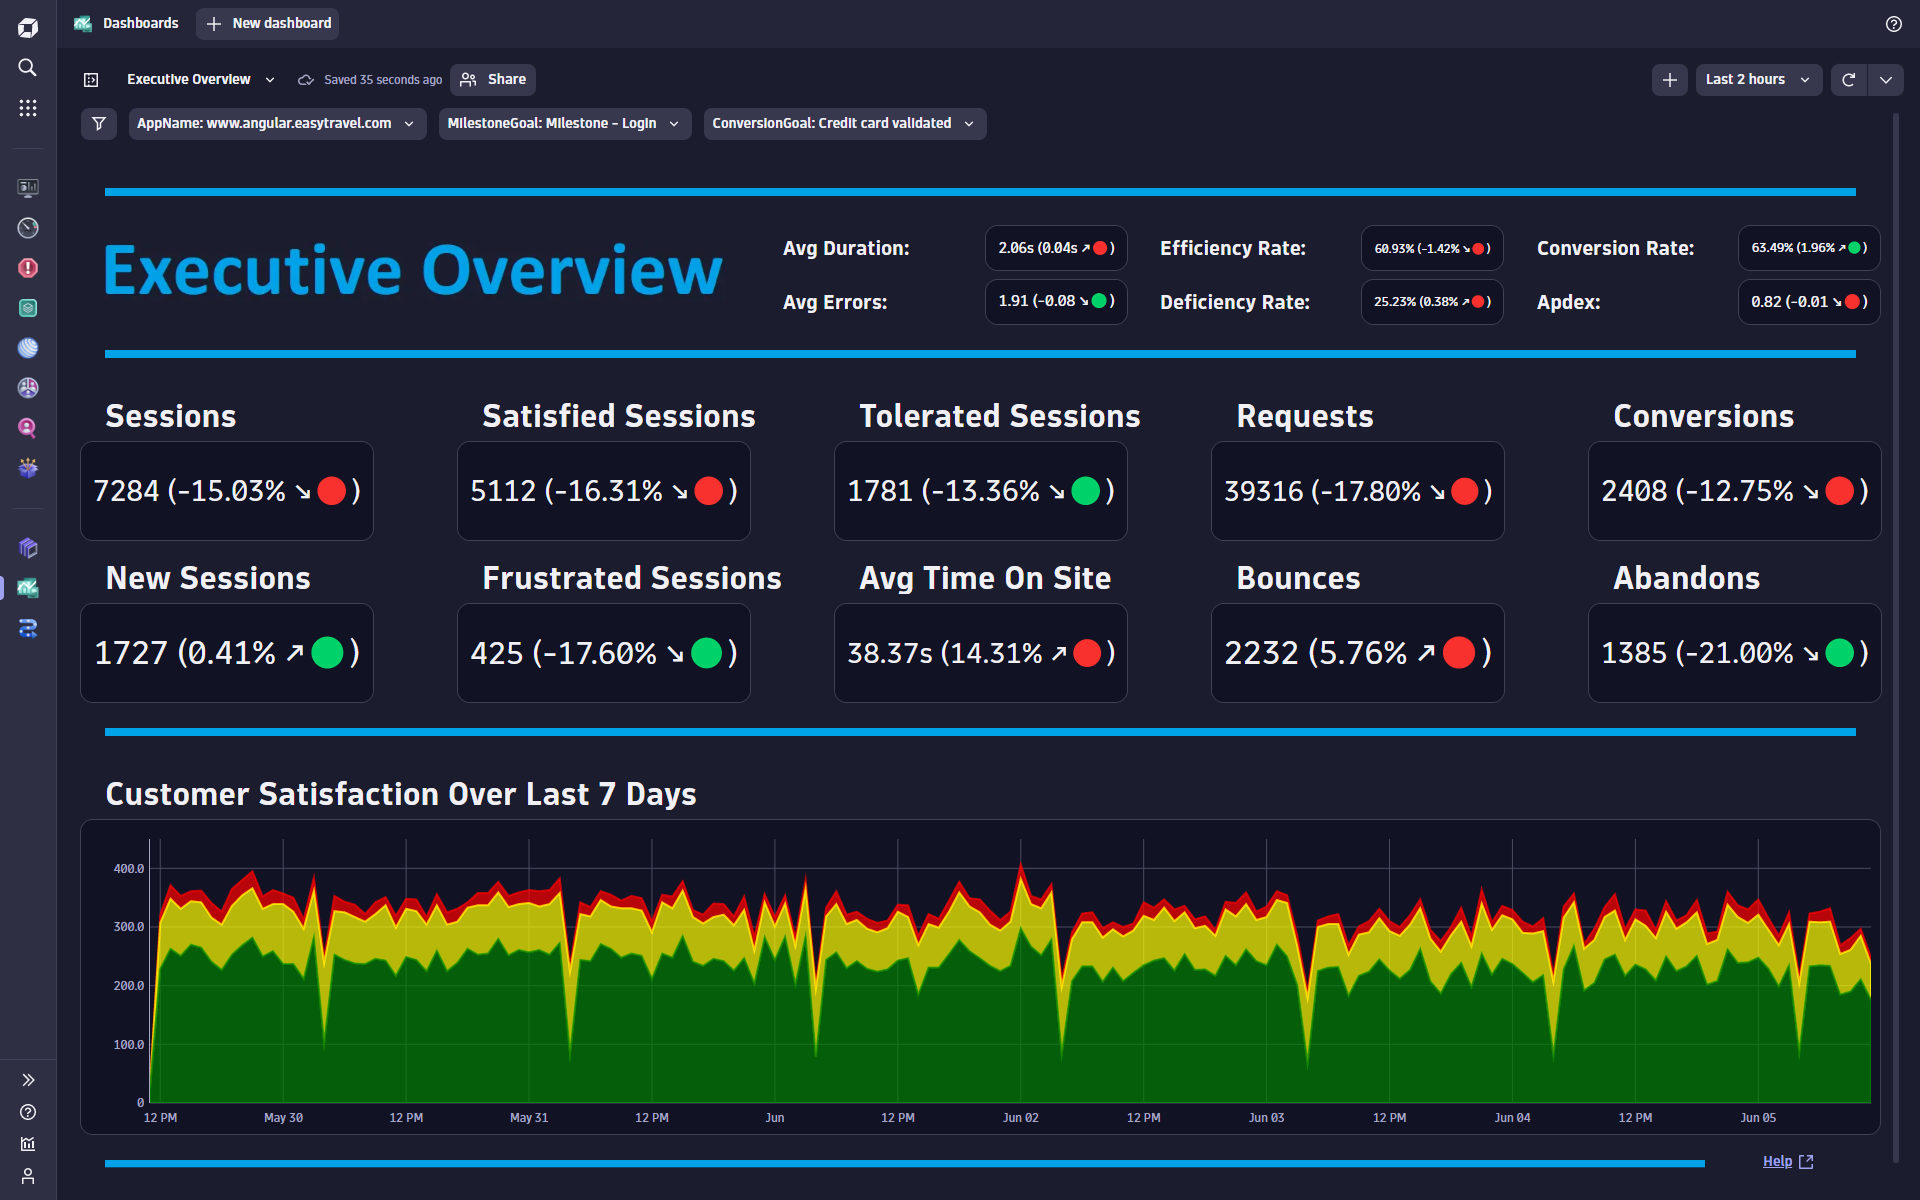 Dashboards
New dashboard
Executive Overview
Saved 35 seconds ago
Share
Last 2 hours
AppName: www.angular.easytravel.com
MilestoneGoal: Milestone - Login
ConversionGoal: Credit card validated
Executive Overview
Avg Duration:
2.06s (0.04s ↗ 🔴 )
Efficiency Rate:
60.93% (-1.42% ↘ 🔴 )
Conversion Rate:
63.49% (1.96% ↗ 🟢 )
Avg Errors:
1.91 (-0.08 ↘ 🟢 )
Deficiency Rate:
25.23% (0.38% ↗ 🔴 )
Apdex:
0.82 (-0.01 ↘ 🔴 )
Sessions
Satisfied Sessions
Tolerated Sessions
Requests
Conversions
7284 (-15.03% ↘ 🔴 )
5112 (-16.31% ↘ 🔴 )
1781 (-13.36% ↘ 🟢 )
39316 (-17.80% ↘ 🔴 )
2408 (-12.75% ↘ 🔴 )
New Sessions
Frustrated Sessions
Avg Time On Site
Bounces
Abandons
1727 (0.41% ↗ 🟢 )
425 (-17.60% ↘ 🟢 )
38.37s (14.31% ↗ 🔴 )
2232 (5.76% ↗ 🔴 )
1385 (-21.00% ↘ 🟢 )
Customer Satisfaction Over Last 7 Days
400.0
300.0
200.0
100.0
0
12 PM
May 30
12 PM
May 31
12 PM
Jun
12 PM
Jun 02
12 PM
Jun 03
12 PM
Jun 04
12 PM
Jun 05
Help